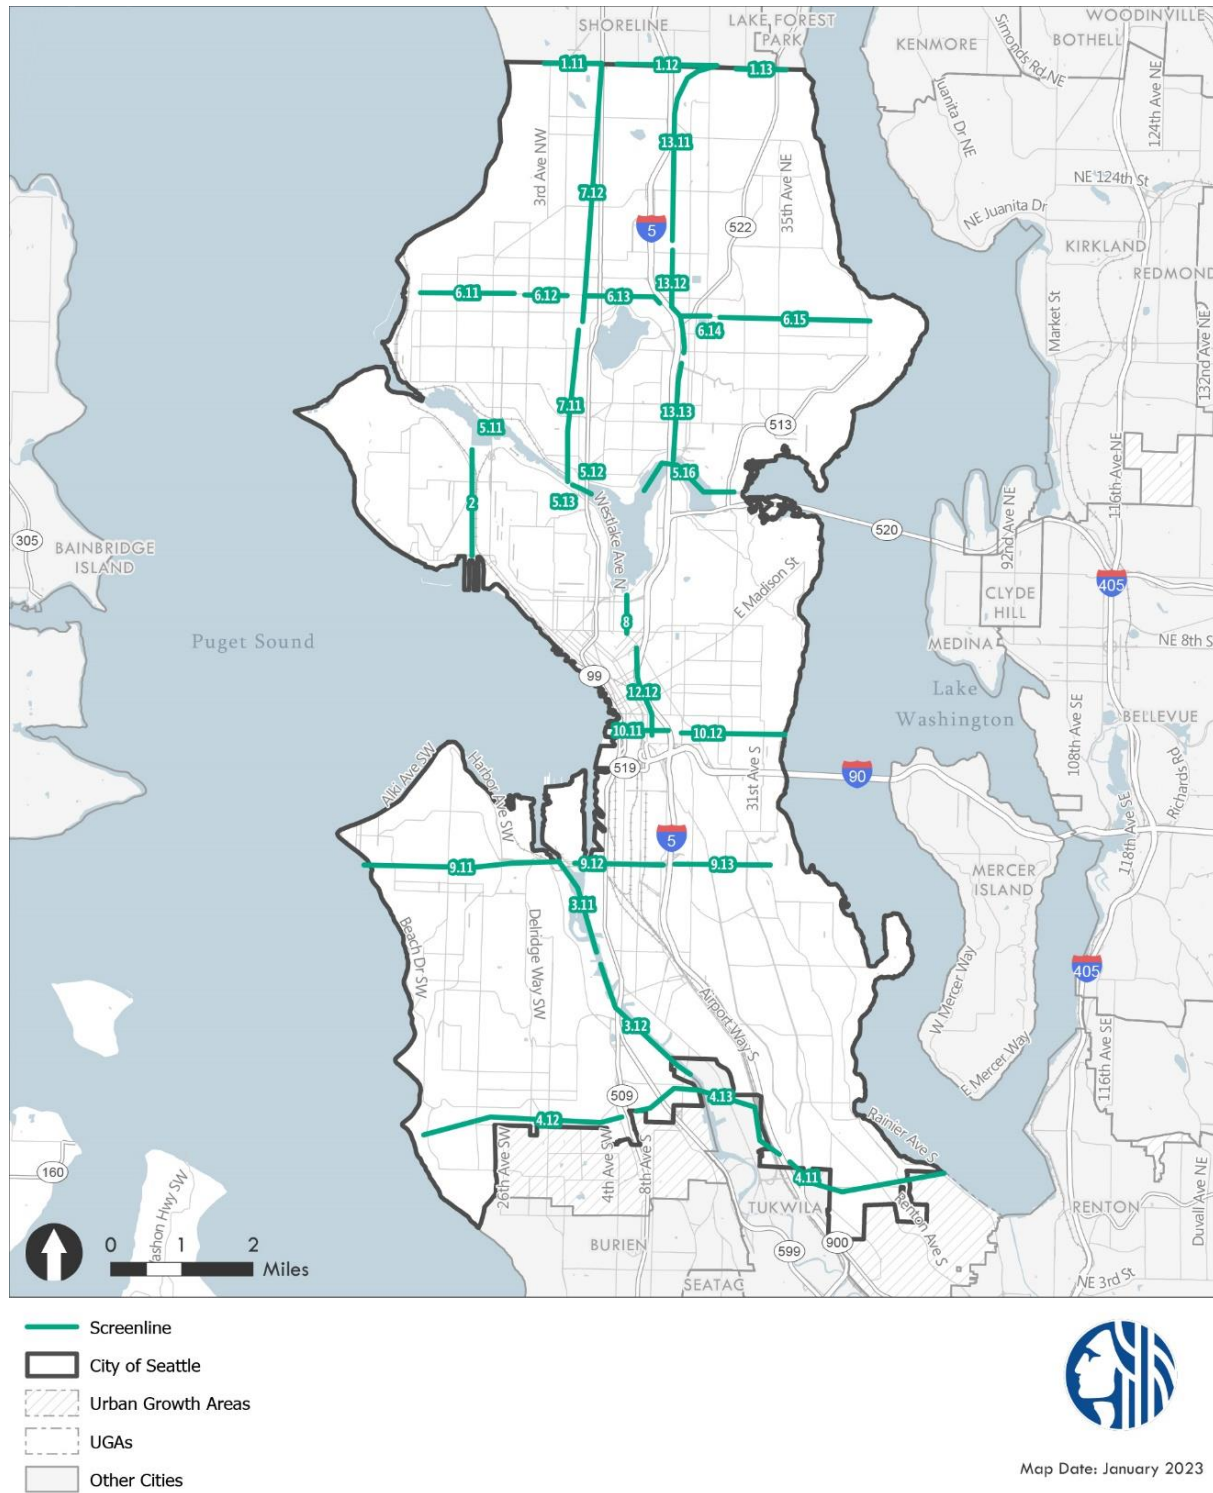 SHORELINE
LAKE FOREST
PARK
WOODINVILLE
BOTHELL
KENMORE
Simonds Rd NE
1.11
1.12
1.13
Juanita Dr NE
124th Ave NE
13.11
3rd Ave NW
35th Ave NE
7.12
NE 124th St
NE Juanita Dr
5
522
KIRKLAND
REDMOND
13.12
6.11
6.12
6.13
6.14
6.15
Market St
132nd Ave NE
7.11
13.13
513
5.11
5.12
5.16
5.13
2
116th Ave NE
Westlake Ave N
92nd Ave NE
520
305
BAINBRIDGE
ISLAND
E Madison St
405
CLYDE
HILL
8
Puget Sound
MEDINA
NE 8th S
99
12.12
Lake
Washington
108th Ave SE
BELLEVUE
10.11
10.12
Alki Ave SW
Harbor Ave SW
519
31st Ave S
90
Richards Rd
118th Ave SE
5
9.11
9.12
9.13
MERCER
ISLAND
3.11
Beach Dr SW
Delridge Way SW
405
W Mercer Way
Airport Way S
3.12
E Mercer Way
116th Ave SE
509
4.13
4.12
Rainier Ave S
160
26th Ave SW
4th Ave SW
8th Ave S
4.11
ashon Hwy SW
TUKWILA
Renton Ave S
RENTON
Duvall Ave NE
BURIEN
599
900
SEATAC
NE 3rd St
0 1 2
Miles
Screenline
City of Seattle
Urban Growth Areas
UGAs
Other Cities
Map Date: January 2023